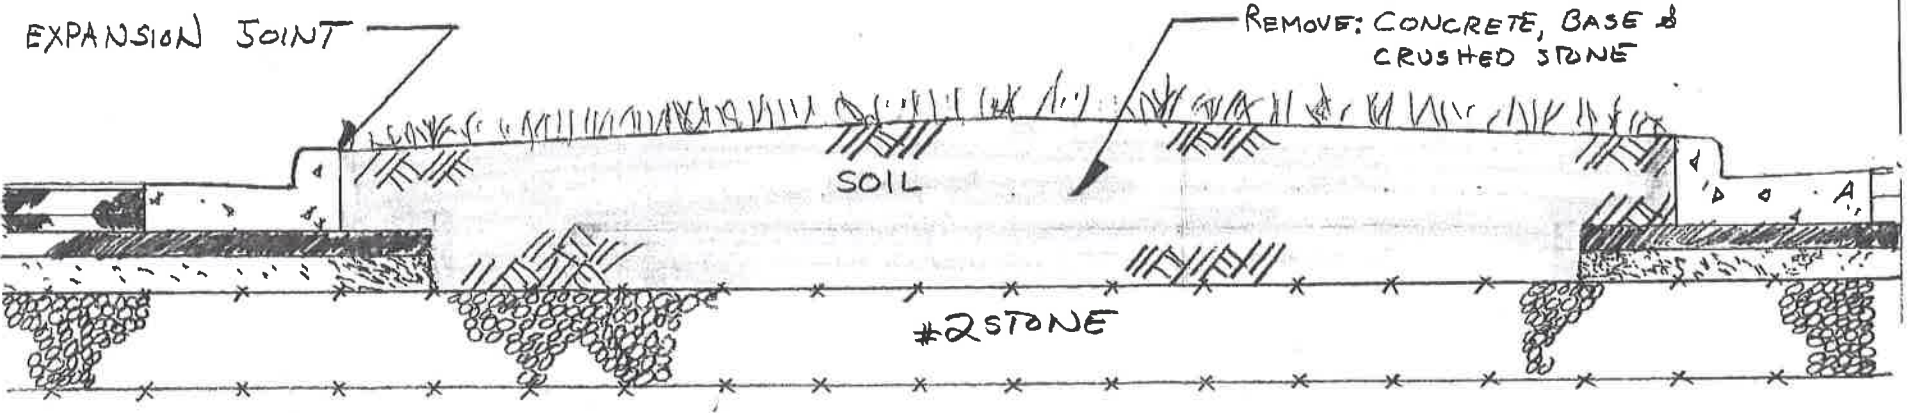 EXPANSION JOINT
REMOVE: CONCRETE, BASE &
CRUSHED STONE
SOIL
#2 STONE